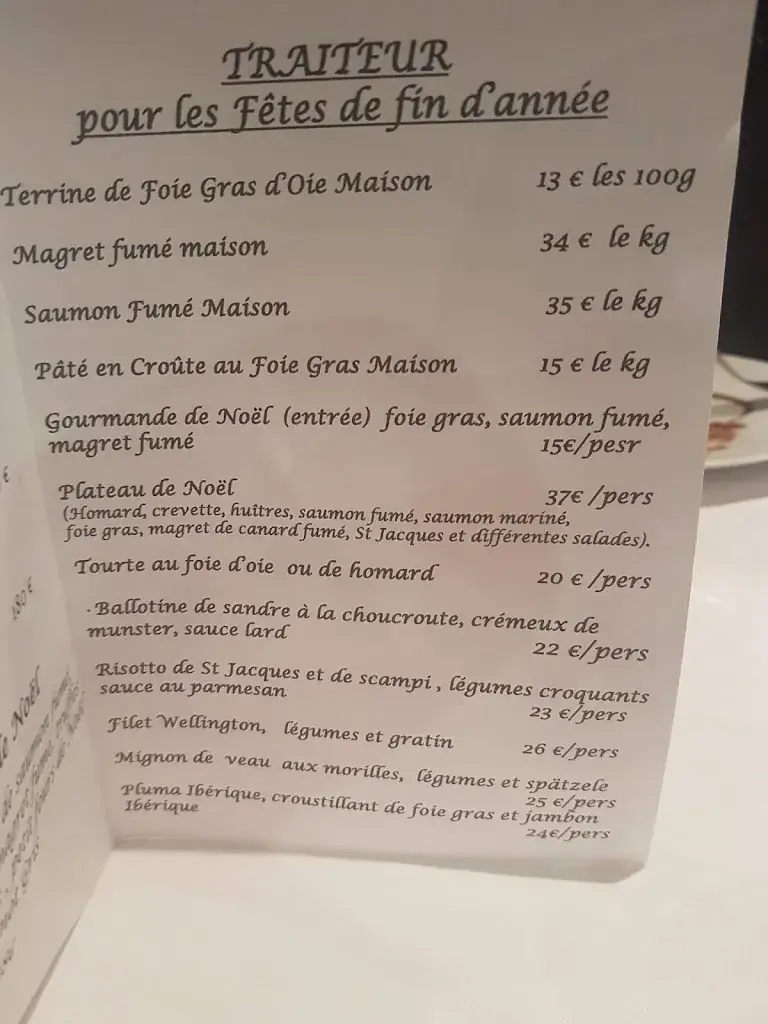 TRAITEUR
pour les Fêtes de fin d'année
Terrine de Foie Gras d'Oie Maison 13 € les 100g
Magret fumé maison 34 € le kg
Saumon Fumé Maison 35 € le kg
Pâté en Croûte au Foie Gras Maison 15 € le kg
Gourmande de Noël (entrée) foie gras, saumon fumé,
magret fumé 15€/pesr
Plateau de Noël 37€ /pers
(Homard, crevette, huîtres, saumon fumé, saumon mariné,
foie gras, magret de canard fumé, St Jacques et différentes salades).
Tourte au foie d'oie ou de homard 20 € /pers
·Ballotine de sandre à la choucroute, crémeux de
munster, sauce lard
22 €/pers
Risotto de St Jacques et de scampi, légumes croquants
sauce au parmesan
23 €/pers
Filet Wellington, légumes et gratin 26 €/pers
Mignon de veau aux morilles, légumes et spätzele
25 €/pers
Pluma Ibérique, croustillant de foie gras et jambon
Ibérique
24€/pers
€
180 €
Noël